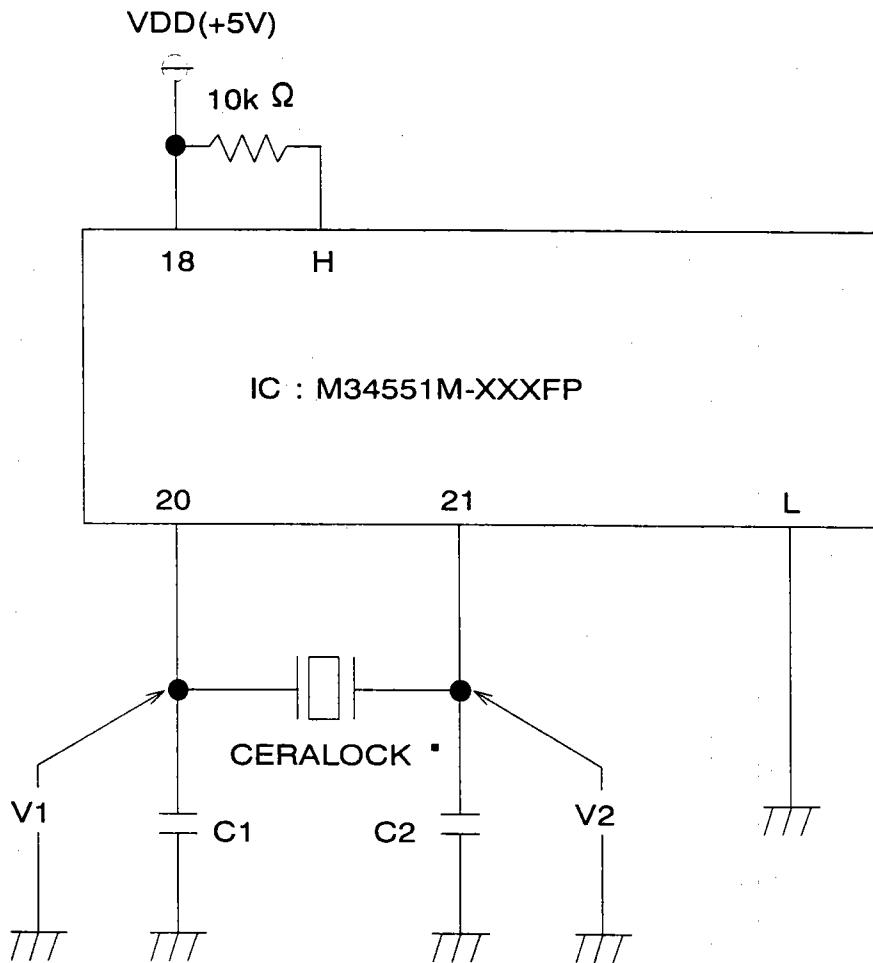 VDD(+5V)
10k Ω
18 H
IC : M34551M-XXXFP
20 21 L
CERALOCK
V1 C1 C2 V2